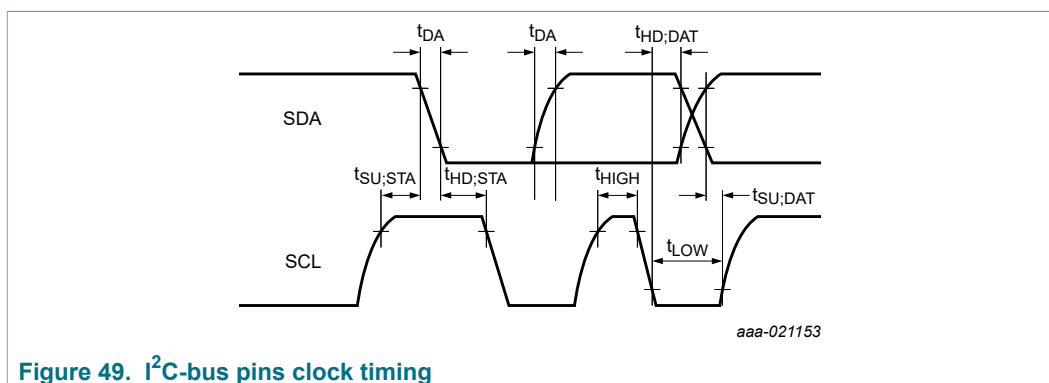 tDA tDA tHD;DAT
SDA
tSU;STA tHD;STA tHIGH tSU;DAT
SCL tLOW
aaa-021153
Figure 49. I²C-bus pins clock timing